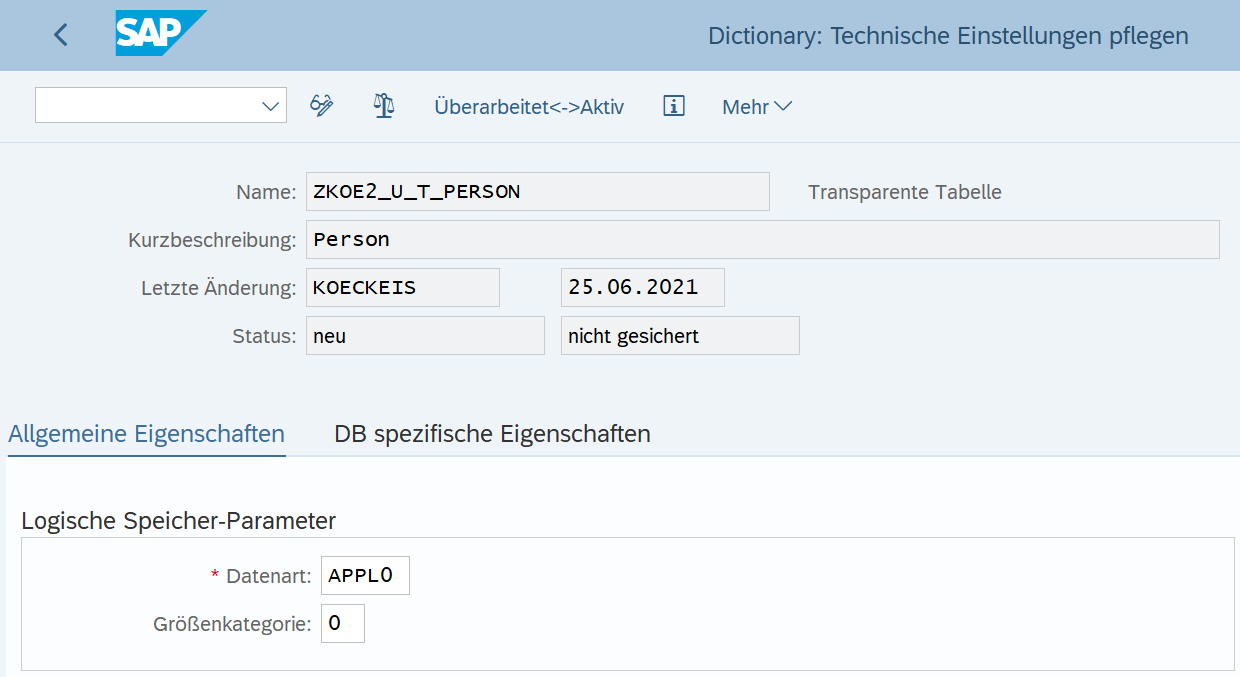 SAP Dictionary: Technische Einstellungen pflegen
Überarbeitet<->Aktiv Mehr
Name: ZKOE2_U_T_PERSON Transparente Tabelle
Kurzbeschreibung: Person
Letzte Änderung: KOECKEIS 25.06.2021
Status: neu nicht gesichert
Allgemeine Eigenschaften DB spezifische Eigenschaften
Logische Speicher-Parameter
* Datenart: APPL0
Größenkategorie: 0